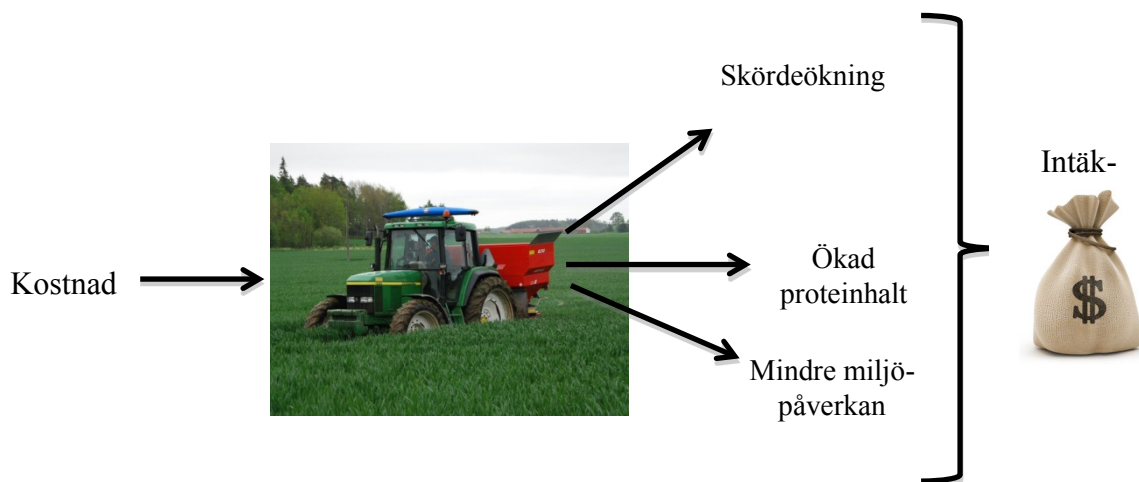 Kostnad
Skördeökning
Ökad
proteinhalt
Mindre miljö-
påverkan
Intäk-
$